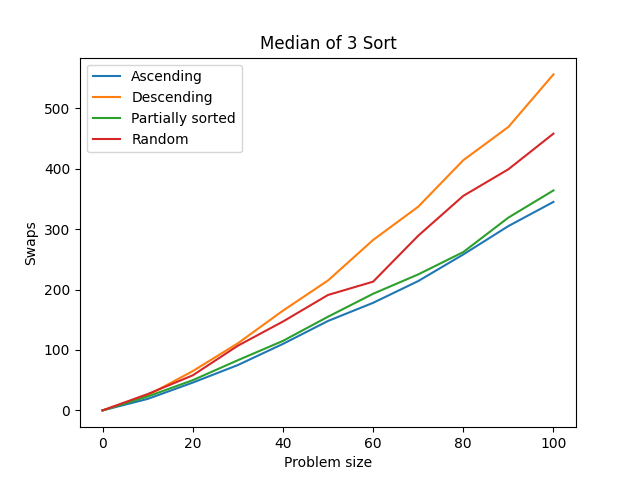 Median of 3 Sort
Ascending
Descending
Partially sorted
Random
Swaps
500
400
300
200
100
0
0 20 40 60 80 100
Problem size